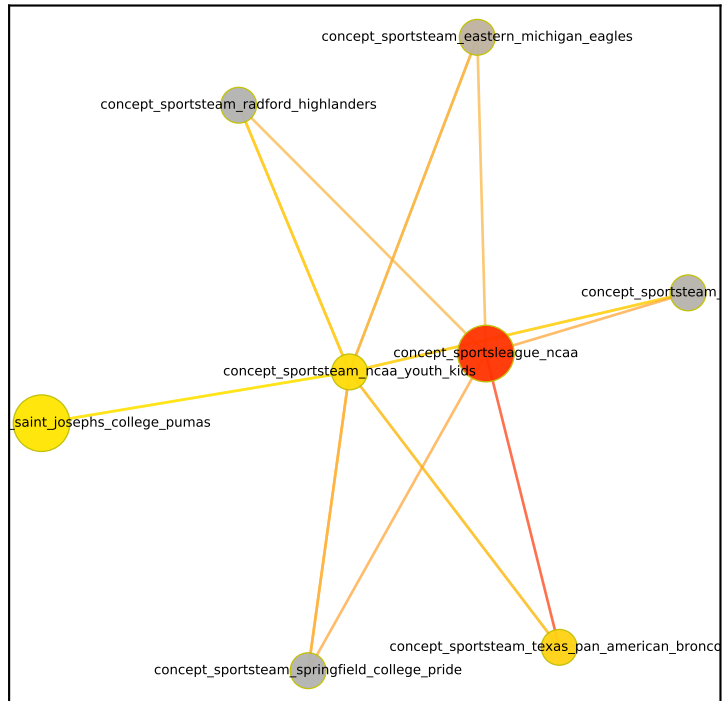 concept_sportsteam_eastern_michigan_eagles
concept_sportsteam_radford_highlanders
concept_sportsteam_
concept_sportsleague_ncaa
concept_sportsteam_ncaa_youth_kids
_saint_josephs_college_pumas
concept_sportsteam_texas_pan_american_bronco
concept_sportsteam_springfield_college_pride